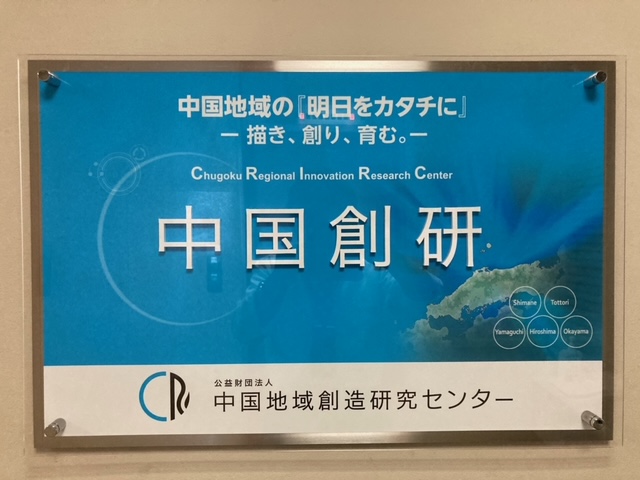 中国地域の『明日をカタチに』
ー 描き、創り、育む。ー
Chugoku Regional Innovation Research Center
中国創研
Shimane
Tottori
Yamaguchi
Hiroshima
Okayama
公益財団法人
中国地域創造研究センター